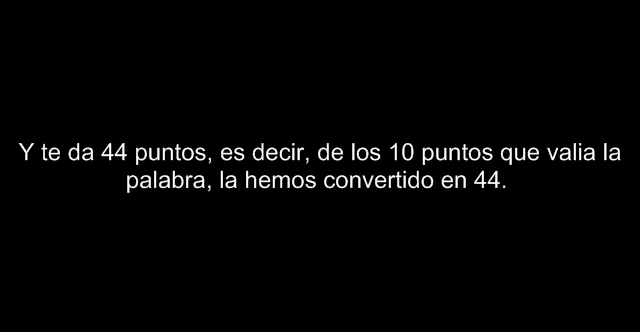 Y te da 44 puntos, es decir, de los 10 puntos que valia la
palabra, la hemos convertido en 44.